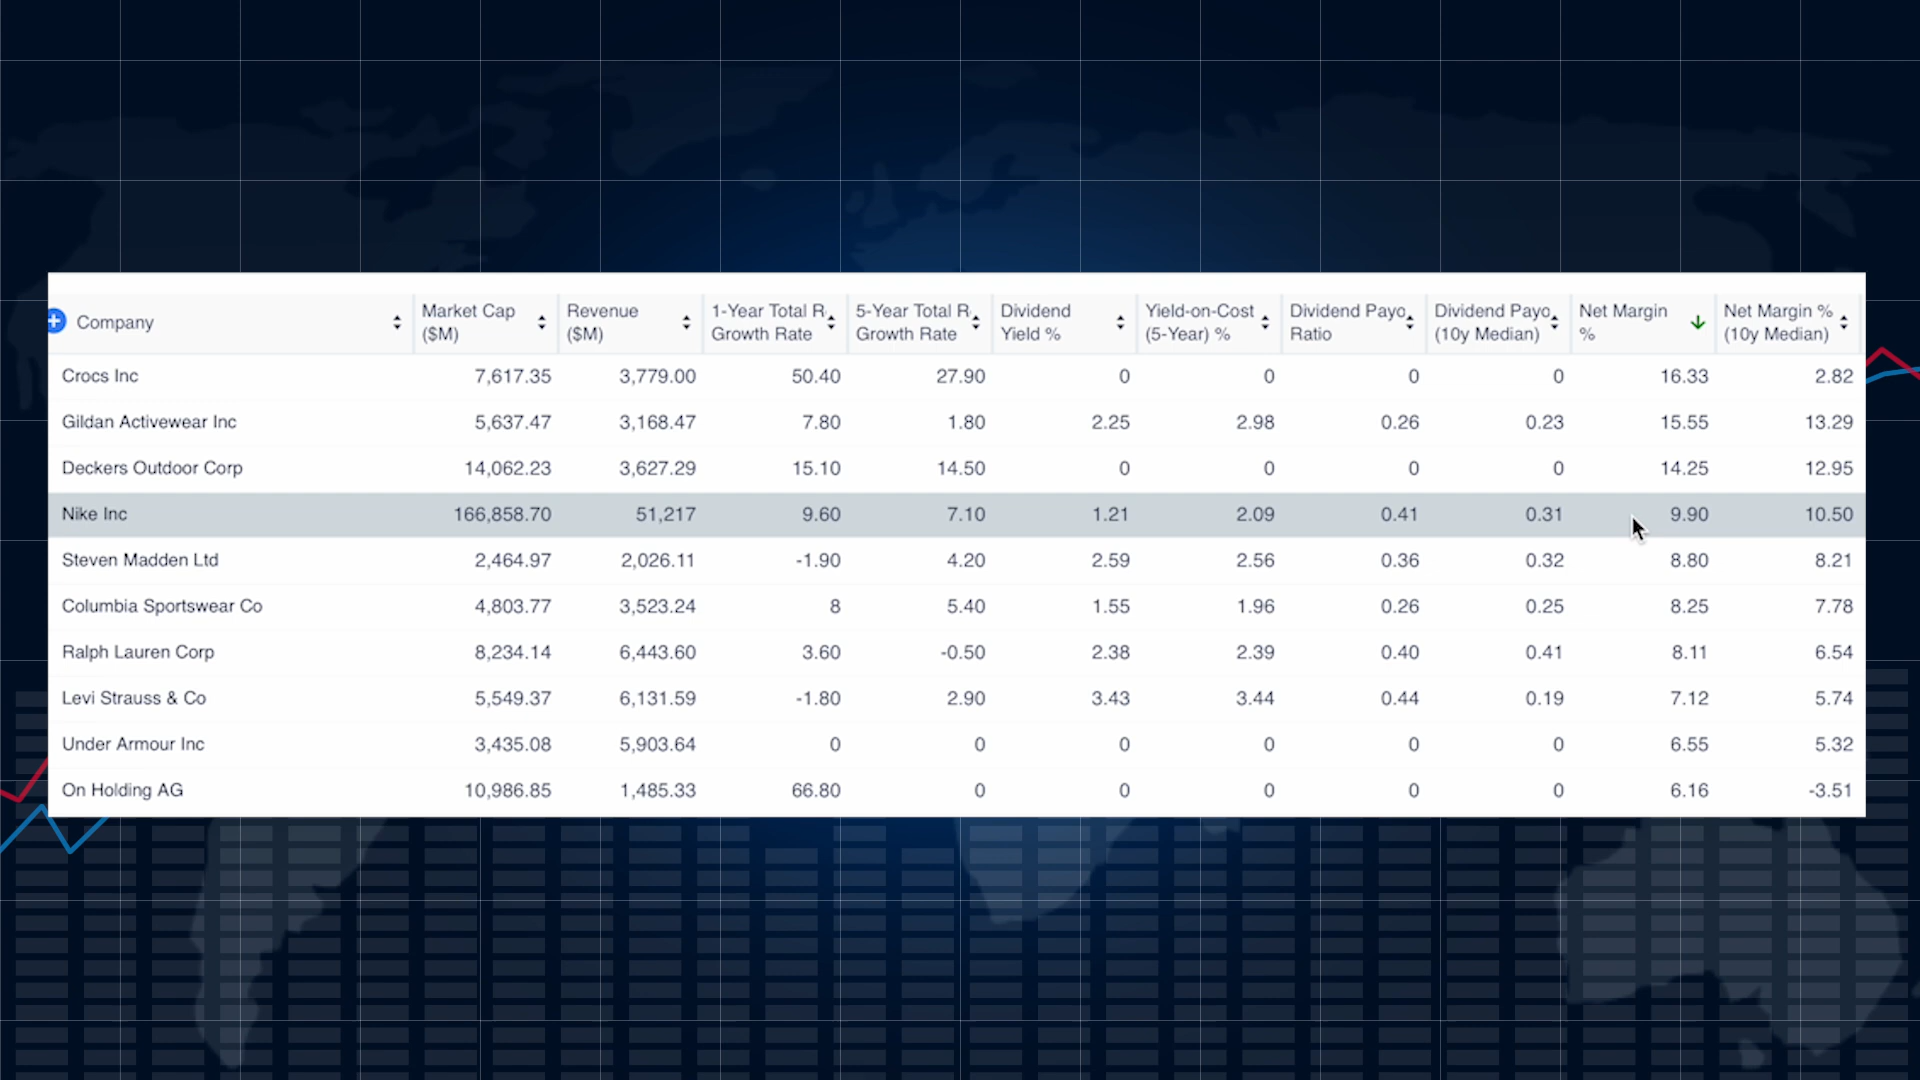 Company Market Cap ($M) Revenue ($M) 1-Year Total R Growth Rate 5-Year Total R Growth Rate Dividend Yield % Yield-on-Cost (5-Year) % Dividend Payo Ratio Dividend Payo (10y Median) Net Margin % Net Margin % (10y Median)
Crocs Inc 7,617.35 3,779.00 50.40 27.90 0 0 0 0 16.33 2.82
Gildan Activewear Inc 5,637.47 3,168.47 7.80 1.80 2.25 2.98 0.26 0.23 15.55 13.29
Deckers Outdoor Corp 14,062.23 3,627.29 15.10 14.50 0 0 0 0 14.25 12.95
Nike Inc 166,858.70 51,217 9.60 7.10 1.21 2.09 0.41 0.31 9.90 10.50
Steven Madden Ltd 2,464.97 2,026.11 -1.90 4.20 2.59 2.56 0.36 0.32 8.80 8.21
Columbia Sportswear Co 4,803.77 3,523.24 8 5.40 1.55 1.96 0.26 0.25 8.25 7.78
Ralph Lauren Corp 8,234.14 6,443.60 3.60 -0.50 2.38 2.39 0.40 0.41 8.11 6.54
Levi Strauss & Co 5,549.37 6,131.59 -1.80 2.90 3.43 3.44 0.44 0.19 7.12 5.74
Under Armour Inc 3,435.08 5,903.64 0 0 0 0 0 0 6.55 5.32
On Holding AG 10,986.85 1,485.33 66.80 0 0 0 0 0 6.16 -3.51